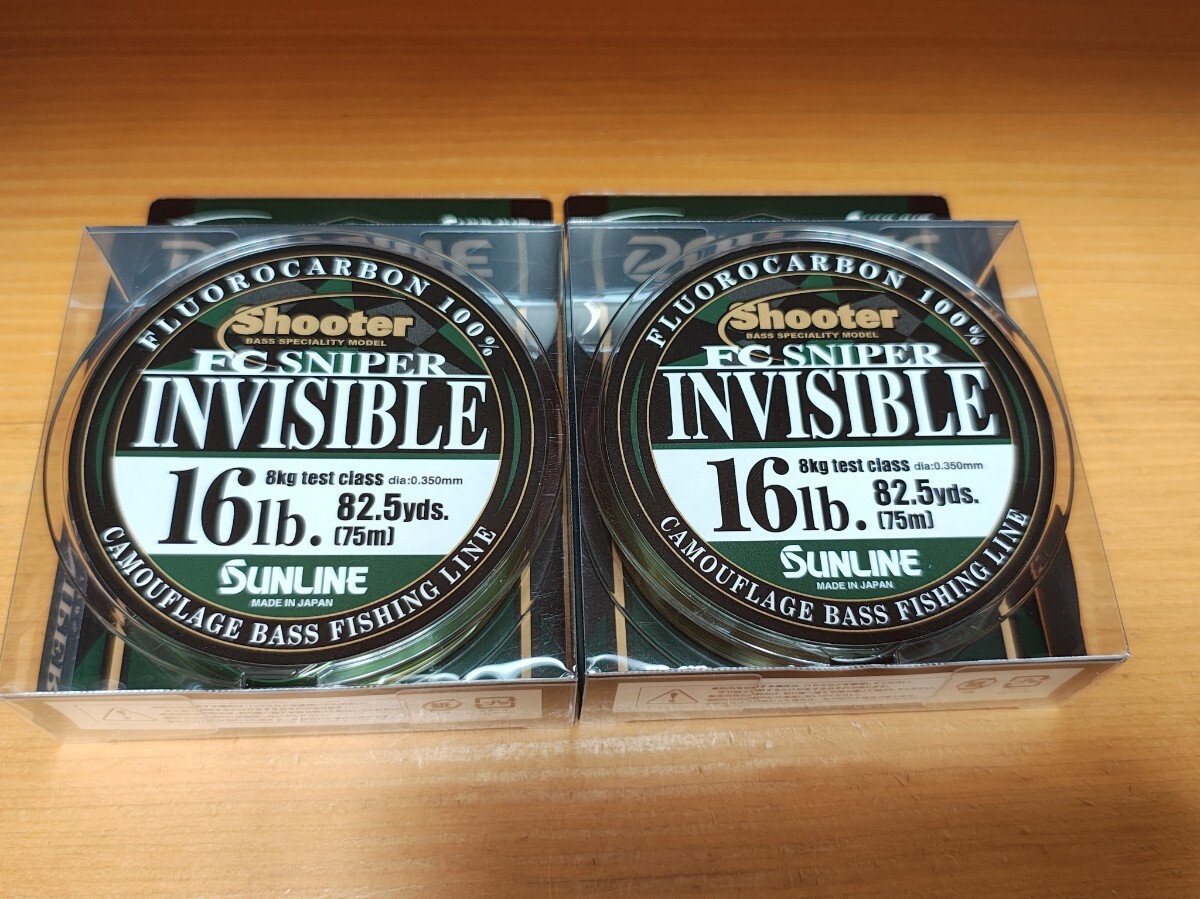 FLUOROCARBON 100%
Shooter
BASS SPECIALITY MODEL
FC SNIPER
INVISIBLE
16lb.
8kg test class dia:0.350mm
82.5yds.
(75m)
SUNLINE
MADE IN JAPAN
CAMOUFLAGE BASS FISHING LINE
FLUOROCARBON 100%
Shooter
BASS SPECIALITY MODEL
FC SNIPER
INVISIBLE
16lb.
8kg test class dia:0.350mm
82.5yds.
(75m)
SUNLINE
MADE IN JAPAN
CAMOUFLAGE BASS FISHING LINE